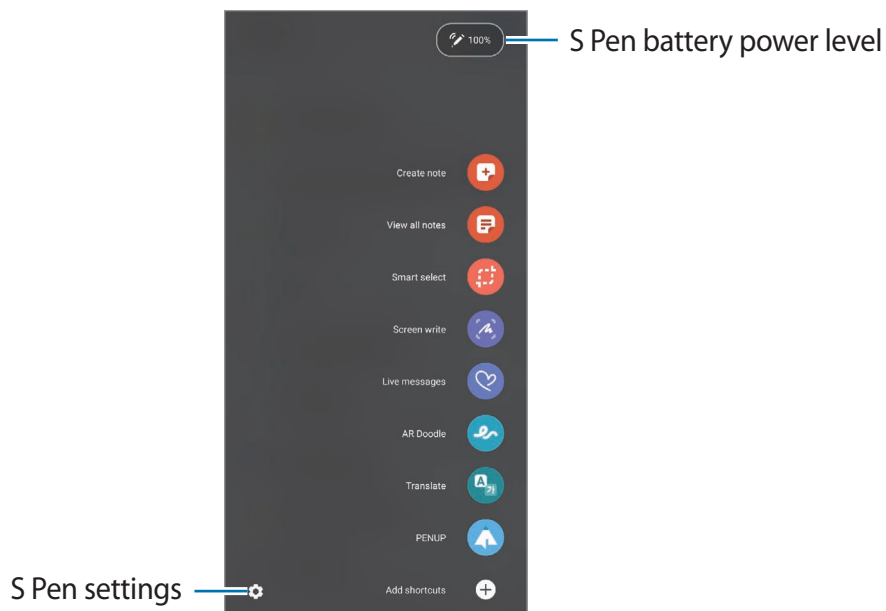 100%
S Pen battery power level
Create note
View all notes
Smart select
Screen write
Live messages
AR Doodle
Translate
A 가
PENUP
S Pen settings
Add shortcuts